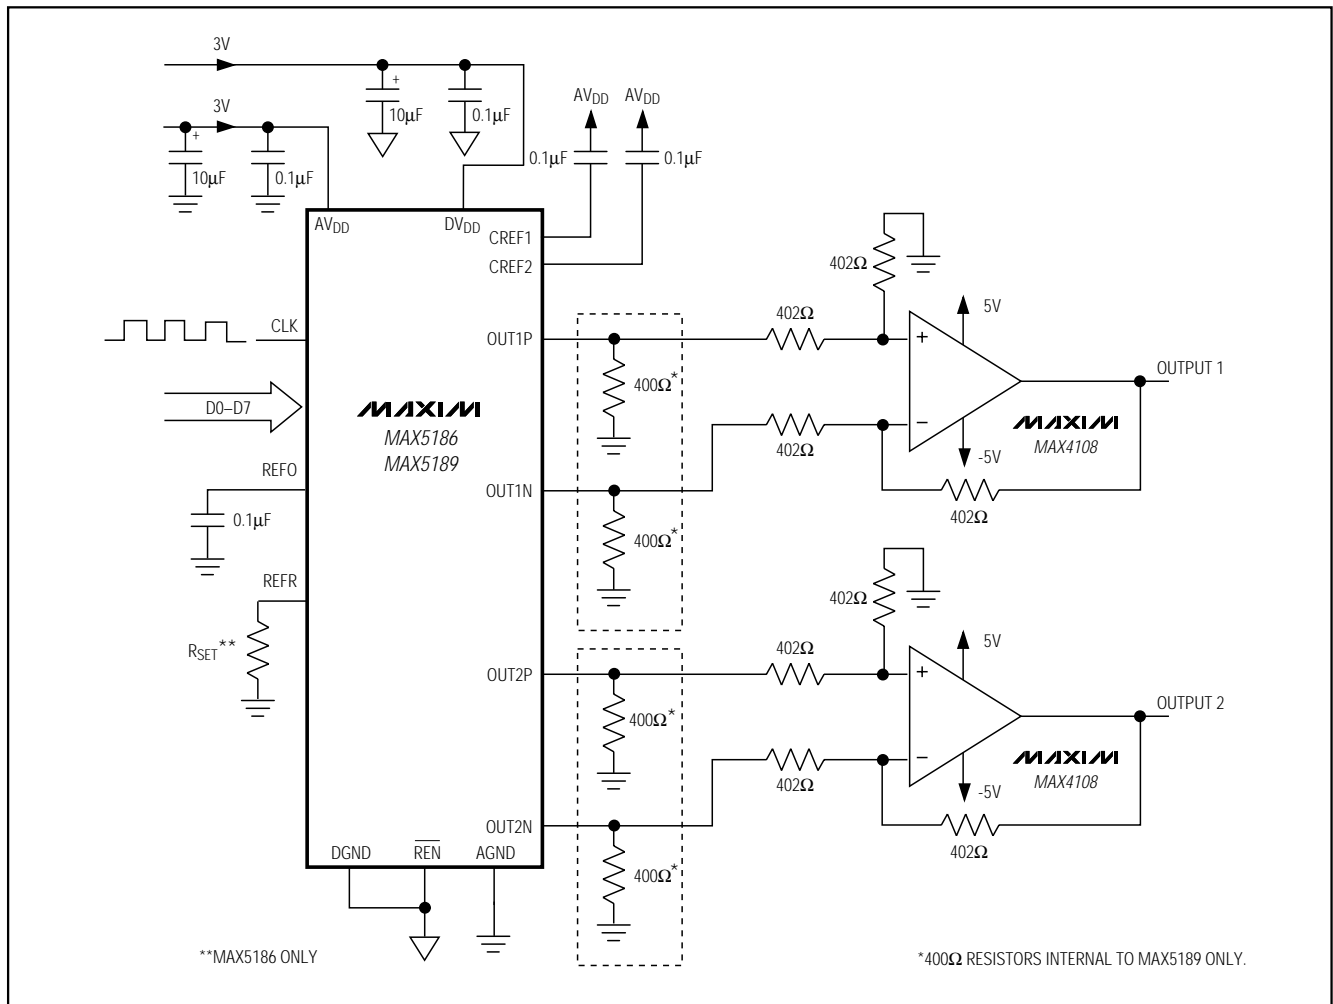 3V
+
10µF
0.1µF
3V
+
10µF
0.1µF
AVDD
AVDD
0.1µF
0.1µF
AVDD
DVDD
CREF1
CREF2
CLK
D0–D7
REFO
0.1µF
REFR
RSET**
MAXIM
MAX5186
MAX5189
OUT1P
OUT1N
OUT2P
OUT2N
DGND
REN
AGND
400Ω*
400Ω*
400Ω*
400Ω*
402Ω
402Ω
402Ω
+
−
5V
-5V
MAXIM
MAX4108
402Ω
OUTPUT 1
402Ω
402Ω
402Ω
+
−
5V
-5V
MAXIM
MAX4108
402Ω
OUTPUT 2
**MAX5186 ONLY
*400Ω RESISTORS INTERNAL TO MAX5189 ONLY.